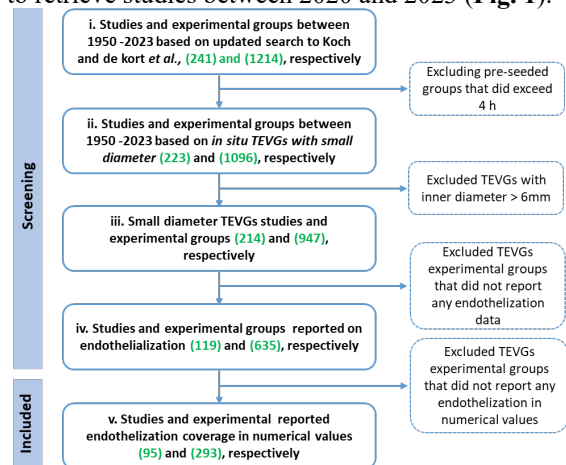 to retrieve studies between 2020 and 2023 (Fig. 1).
i. Studies and experimental groups between
1950 -2023 based on updated search to Koch
and de kort et al., (241) and (1214), respectively
Excluding pre-seeded
groups that did exceed
4 h
ii. Studies and experimental groups between
1950 -2023 based on in situ TEVGs with small
diameter (223) and (1096), respectively
Excluded TEVGs with
inner diameter > 6mm
iii. Small diameter TEVGs studies and
experimental groups (214) and (947),
respectively
Excluded TEVGs
experimental groups
that did not report
any endothelization
data
iv. Studies and experimental groups reported on
endothelialization (119) and (635), respectively
Excluded TEVGs
experimental groups
that did not report any
endothelization in
numerical values
v. Studies and experimental reported
endothelization coverage in numerical values
(95) and (293), respectively
Screening
Included